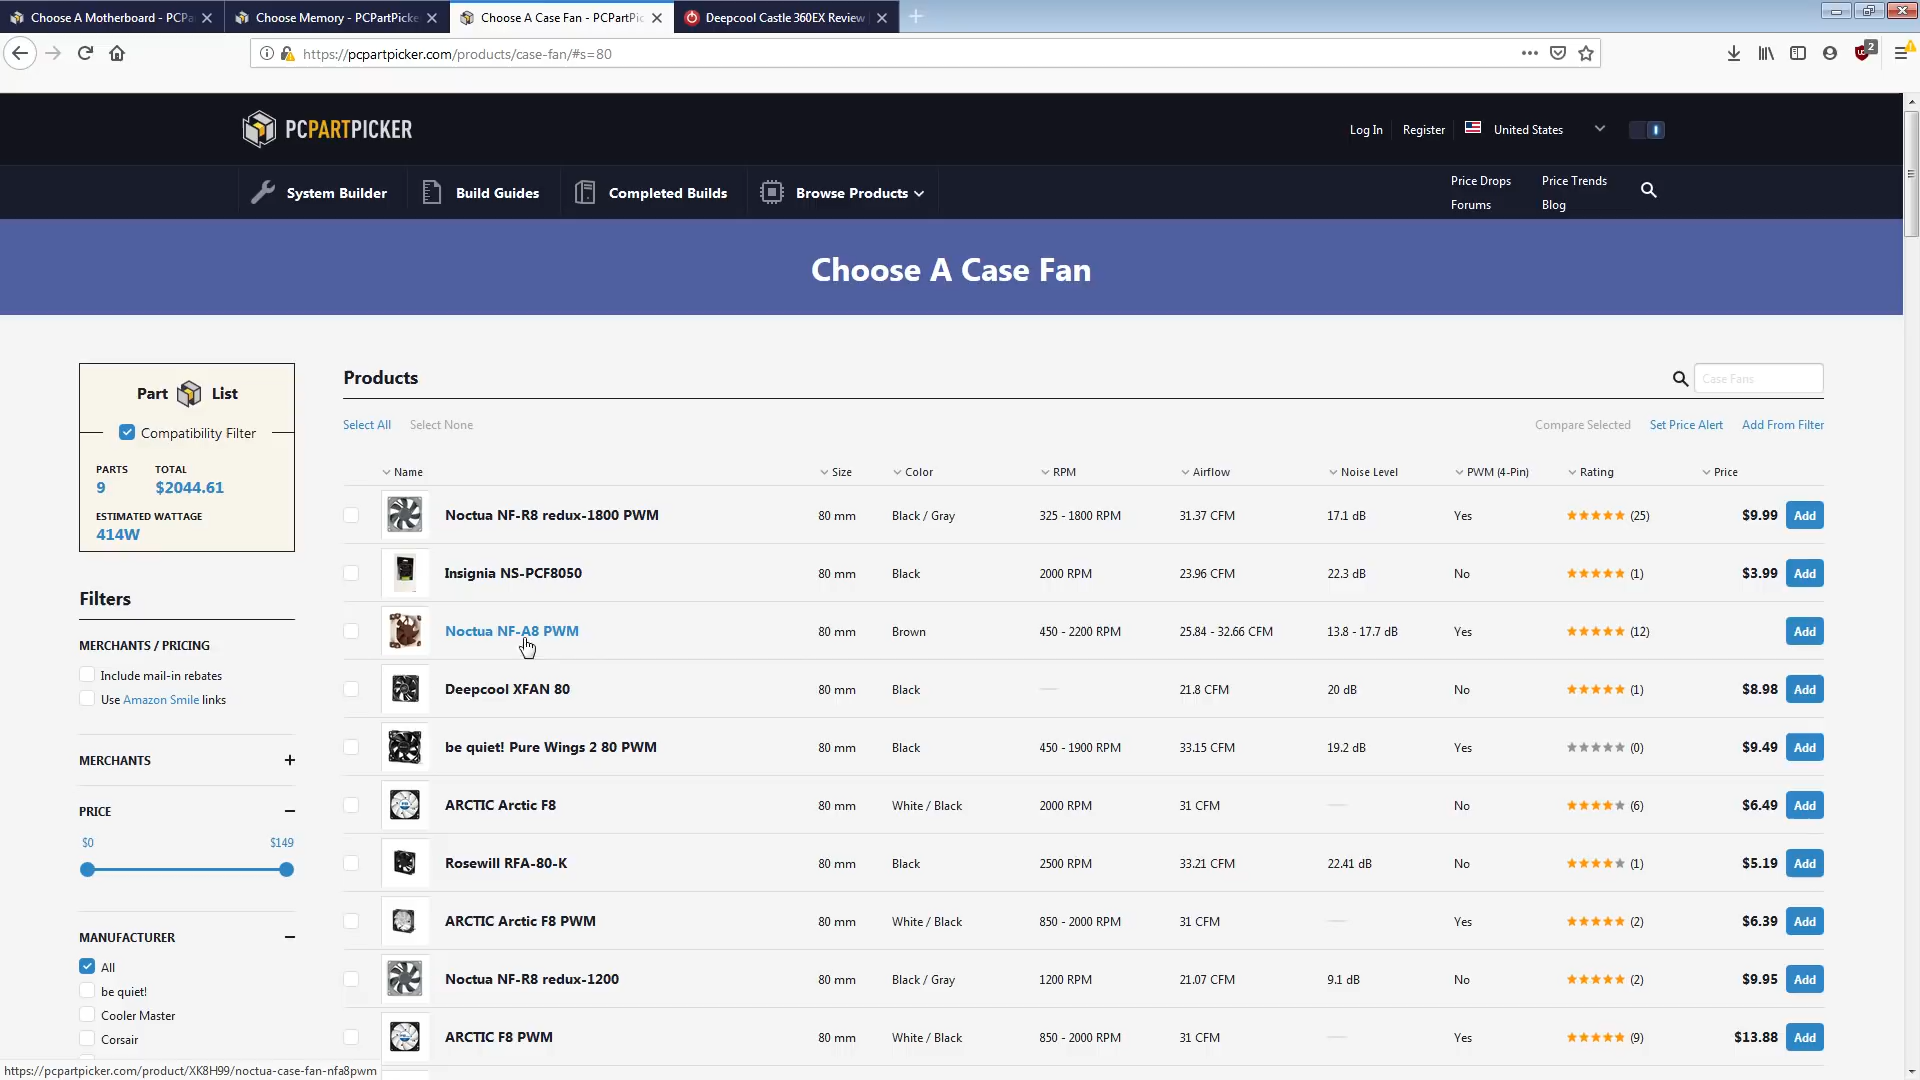 Choose A Motherboard - PCPa
Choose Memory - PCPartPicke
Choose A Case Fan - PCPartPic
Deepcool Castle 360EX Review
https://pcpartpicker.com/products/case-fan/#s=80
2
PCPARTPICKER
Log In
Register
United States
System Builder
Build Guides
Completed Builds
Browse Products
Price Drops
Price Trends
Forums
Blog
Choose A Case Fan
Part List
Compatibility Filter
PARTS TOTAL
9 $2044.61
ESTIMATED WATTAGE
414W
Filters
MERCHANTS / PRICING
Include mail-in rebates
Use Amazon Smile links
MERCHANTS
PRICE
$0 $149
MANUFACTURER
All
be quiet!
Cooler Master
Corsair
Products
Case Fans
Select All Select None Compare Selected Set Price Alert Add From Filter
Name Size Color RPM Airflow Noise Level PWM (4-Pin) Rating Price
Noctua NF-R8 redux-1800 PWM 80 mm Black / Gray 325 - 1800 RPM 31.37 CFM 17.1 dB Yes (25) $9.99 Add
Insignia NS-PCF8050 80 mm Black 2000 RPM 23.96 CFM 22.3 dB No (1) $3.99 Add
Noctua NF-A8 PWM 80 mm Brown 450 - 2200 RPM 25.84 - 32.66 CFM 13.8 - 17.7 dB Yes (12) Add
Deepcool XFAN 80 80 mm Black 21.8 CFM 20 dB No (1) $8.98 Add
be quiet! Pure Wings 2 80 PWM 80 mm Black 450 - 1900 RPM 33.15 CFM 19.2 dB Yes (0) $9.49 Add
ARCTIC Arctic F8 80 mm White / Black 2000 RPM 31 CFM No (6) $6.49 Add
Rosewill RFA-80-K 80 mm Black 2500 RPM 33.21 CFM 22.41 dB No (1) $5.19 Add
ARCTIC Arctic F8 PWM 80 mm White / Black 850 - 2000 RPM 31 CFM Yes (2) $6.39 Add
Noctua NF-R8 redux-1200 80 mm Black / Gray 1200 RPM 21.07 CFM 9.1 dB No (2) $9.95 Add
ARCTIC F8 PWM 80 mm White / Black 850 - 2000 RPM 31 CFM Yes (9) $13.88 Add
https://pcpartpicker.com/product/XK8H99/noctua-case-fan-nfa8pwm